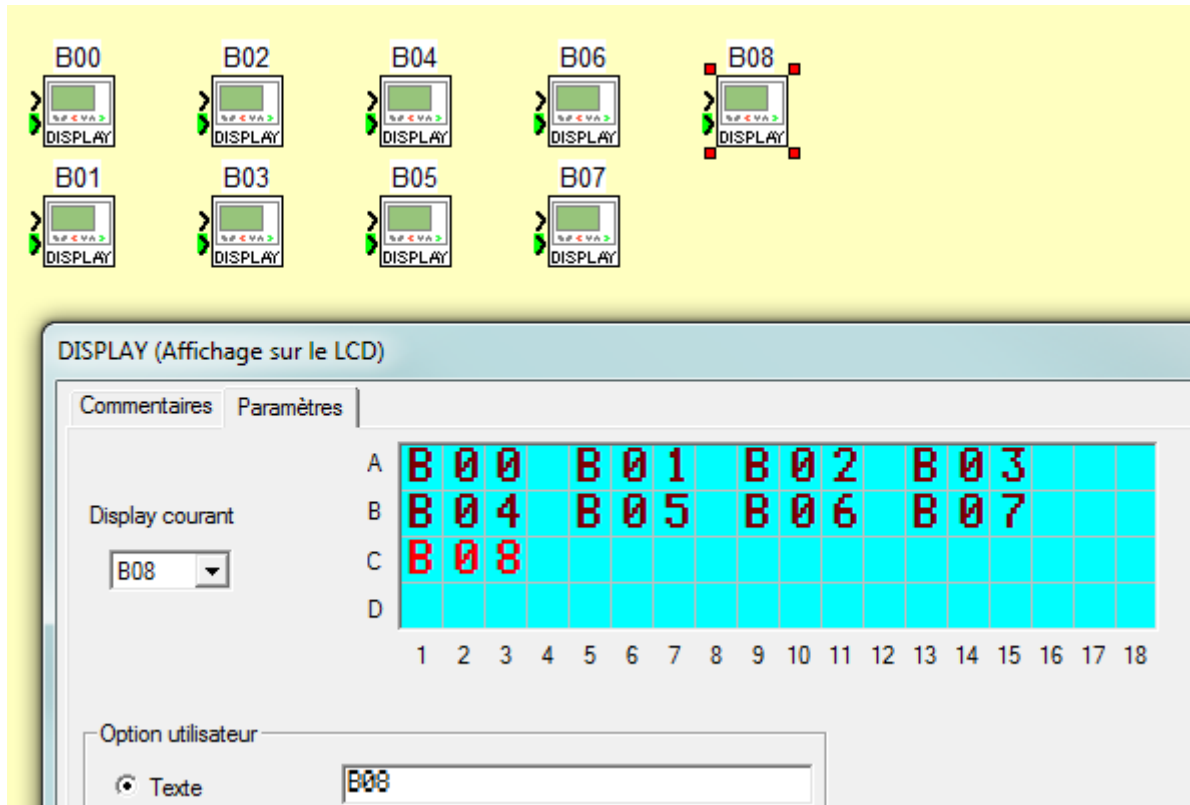 B00 B02 B04 B06 B08
DISPLAY DISPLAY DISPLAY DISPLAY DISPLAY
B01 B03 B05 B07
DISPLAY DISPLAY DISPLAY DISPLAY
DISPLAY (Affichage sur le LCD)
Commentaires Paramètres
A B00 B01 B02 B03
Display courant B B04 B05 B06 B07
B08 C B08
D
1 2 3 4 5 6 7 8 9 10 11 12 13 14 15 16 17 18
Option utilisateur
Texte B08